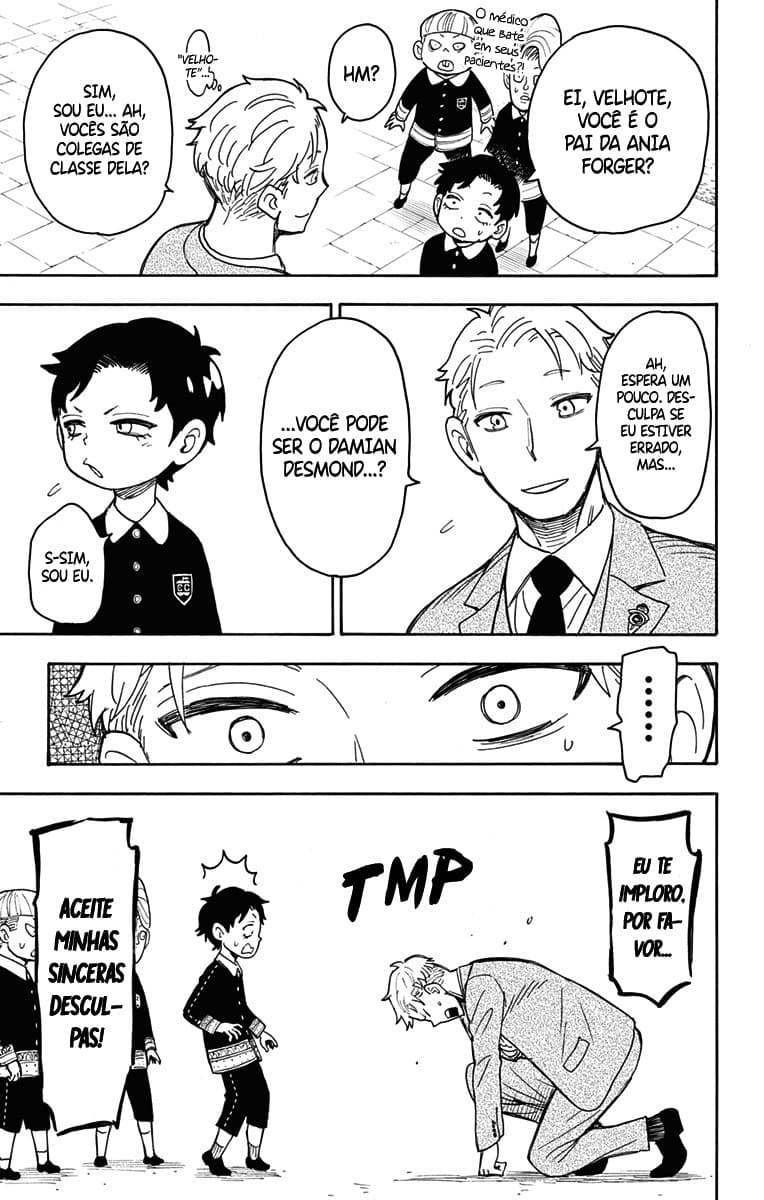 EI, VELHOTE,
VOCÊ É O
PAI DA ANIA
FORGER?
O médico
que bate
em seus
pacientes?!
HM?
"VELHO-
TE"...
SIM,
SOU EU... AH,
VOCÊS SÃO
COLEGAS DE
CLASSE DELA?
AH,
ESPERA UM
POUCO. DES-
CULPA SE
EU ESTIVER
ERRADO,
MAS...
...VOCÊ PODE
SER O DAMIAN
DESMOND...?
S-SIM,
SOU EU.
......
EU TE
IMPLORO,
POR FA-
VOR...
TMP
ACEITE
MINHAS
SINCERAS
DESCUL-
PAS!